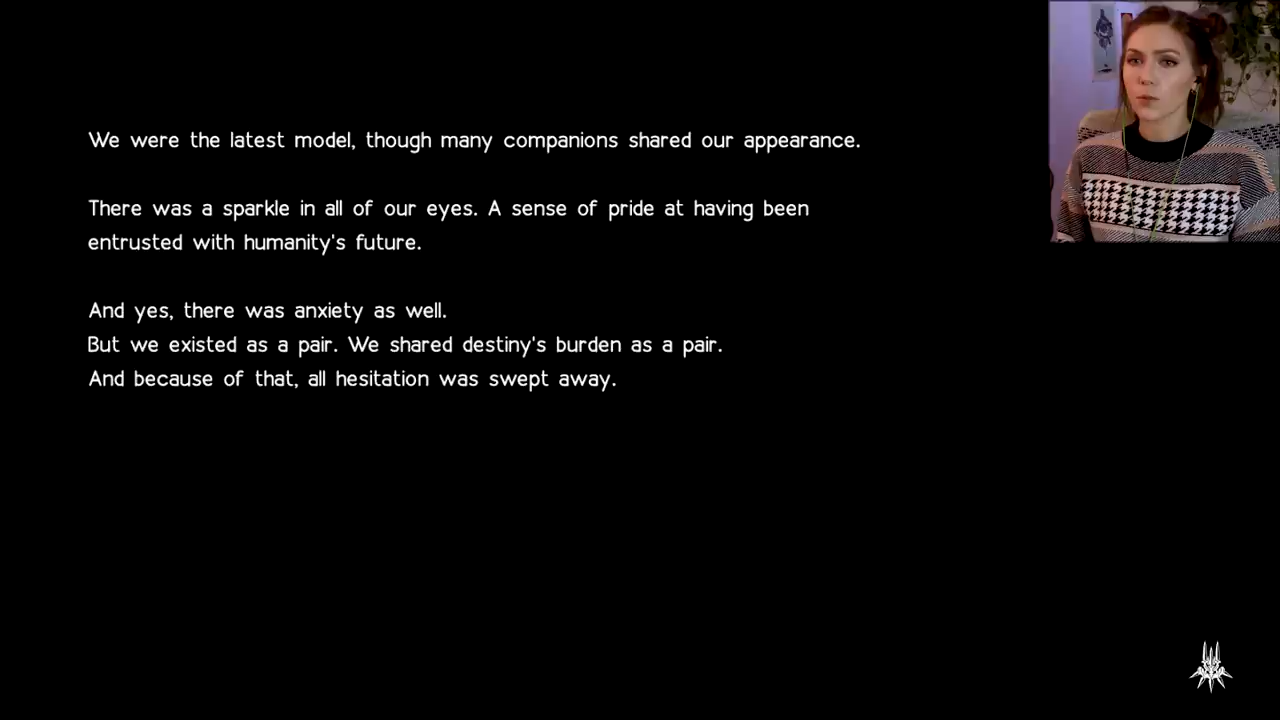 We were the latest model, though many companions shared our appearance.
There was a sparkle in all of our eyes. A sense of pride at having been
entrusted with humanity's future.
And yes, there was anxiety as well.
But we existed as a pair. We shared destiny's burden as a pair.
And because of that, all hesitation was swept away.